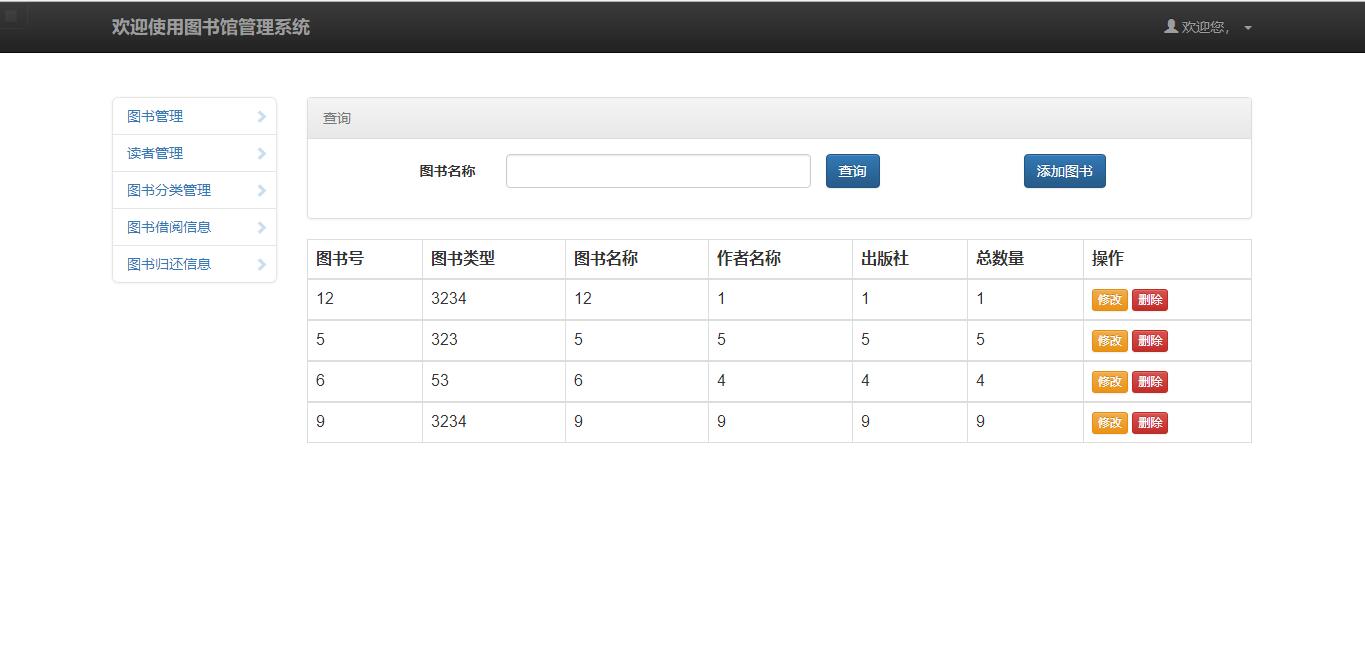 欢迎使用图书馆管理系统 欢迎您,
图书管理
读者管理
图书分类管理
图书借阅信息
图书归还信息
查询
图书名称 查询 添加图书
图书号 图书类型 图书名称 作者名称 出版社 总数量 操作
12 3234 12 1 1 1 修改 删除
5 323 5 5 5 5 修改 删除
6 53 6 4 4 4 修改 删除
9 3234 9 9 9 9 修改 删除